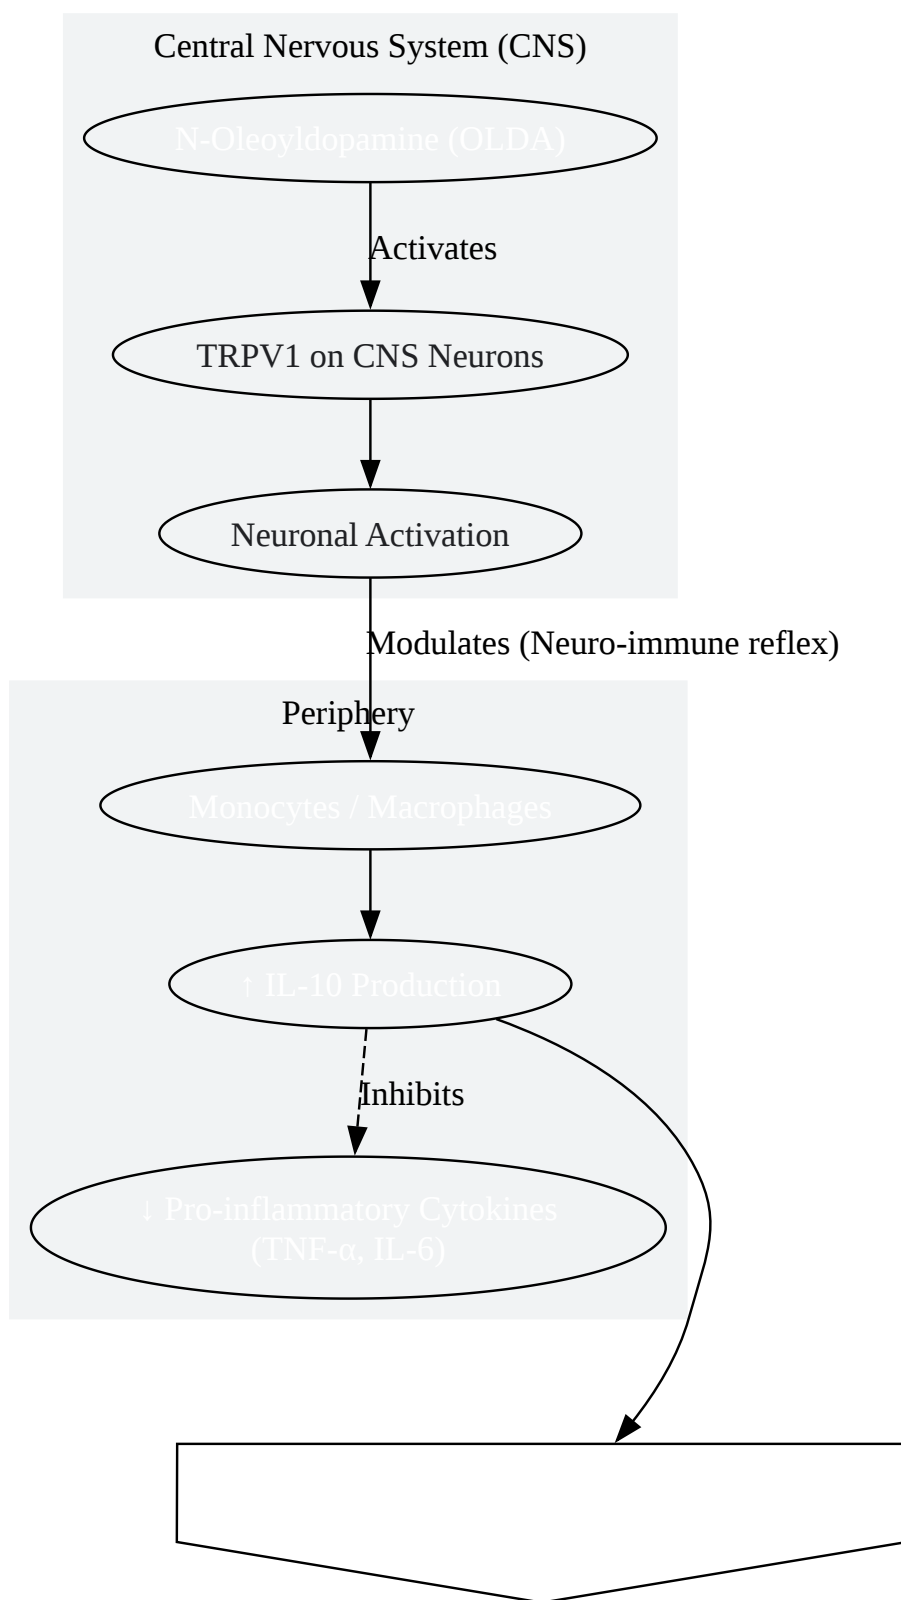 Central Nervous System (CNS)
N-Oleoyldopamine (OLDA)
Activates
TRPV1 on CNS Neurons
Neuronal Activation
Modulates (Neuro-immune reflex)
Periphery
Monocytes / Macrophages
↑ IL-10 Production
Inhibits
↓ Pro-inflammatory Cytokines
(TNF-α, IL-6)